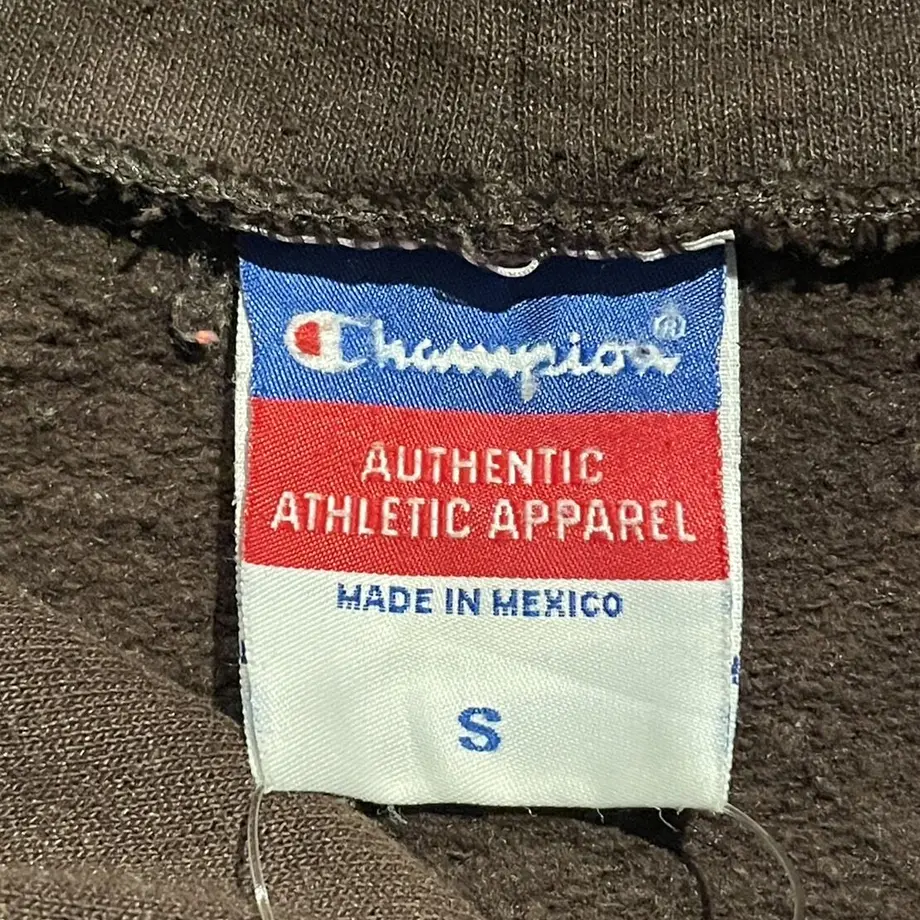 Champion®
AUTHENTIC
ATHLETIC APPAREL
MADE IN MEXICO
S